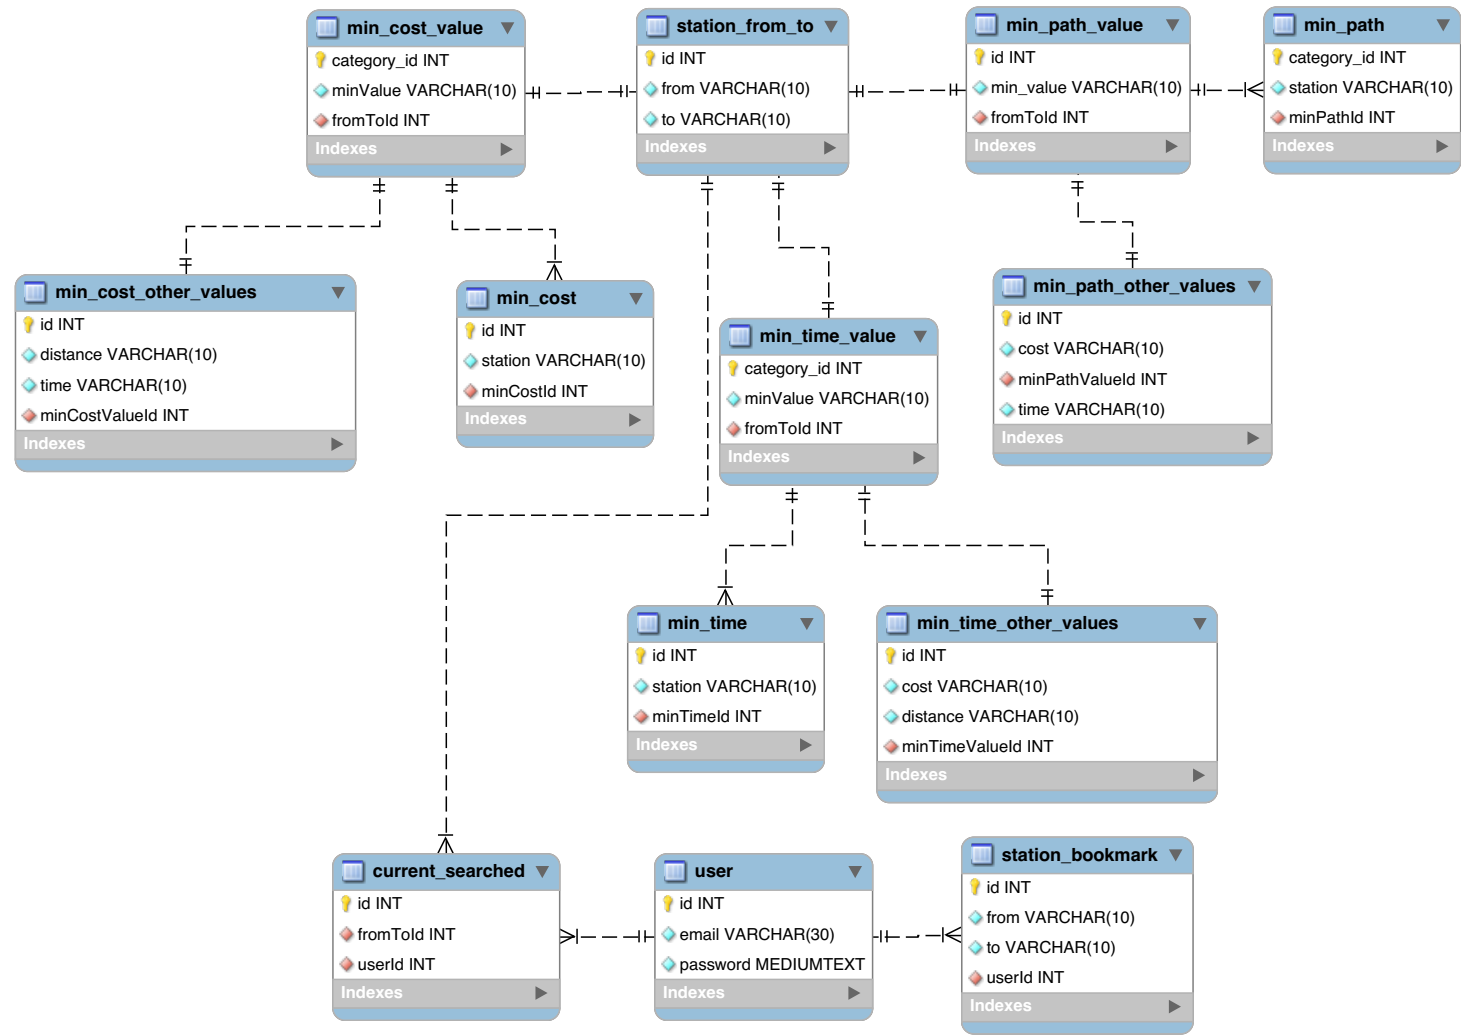 min_cost_value
category_id INT
minValue VARCHAR(10)
fromToId INT
Indexes
station_from_to
id INT
from VARCHAR(10)
to VARCHAR(10)
Indexes
min_path_value
id INT
min_value VARCHAR(10)
fromToId INT
Indexes
min_path
category_id INT
station VARCHAR(10)
minPathId INT
Indexes
min_cost_other_values
id INT
distance VARCHAR(10)
time VARCHAR(10)
minCostValueId INT
Indexes
min_cost
id INT
station VARCHAR(10)
minCostId INT
Indexes
min_time_value
category_id INT
minValue VARCHAR(10)
fromToId INT
Indexes
min_path_other_values
id INT
cost VARCHAR(10)
minPathValueId INT
time VARCHAR(10)
Indexes
min_time
id INT
station VARCHAR(10)
minTimeId INT
Indexes
min_time_other_values
id INT
cost VARCHAR(10)
distance VARCHAR(10)
minTimeValueId INT
Indexes
current_searched
id INT
fromToId INT
userId INT
Indexes
user
id INT
email VARCHAR(30)
password MEDIUMTEXT
Indexes
station_bookmark
id INT
from VARCHAR(10)
to VARCHAR(10)
userId INT
Indexes